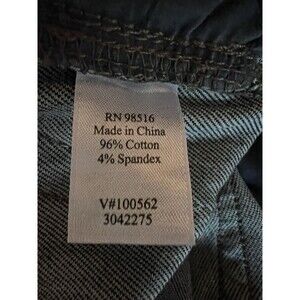 RN 98516
Made in China
96% Cotton
4% Spandex
V#100562
3042275